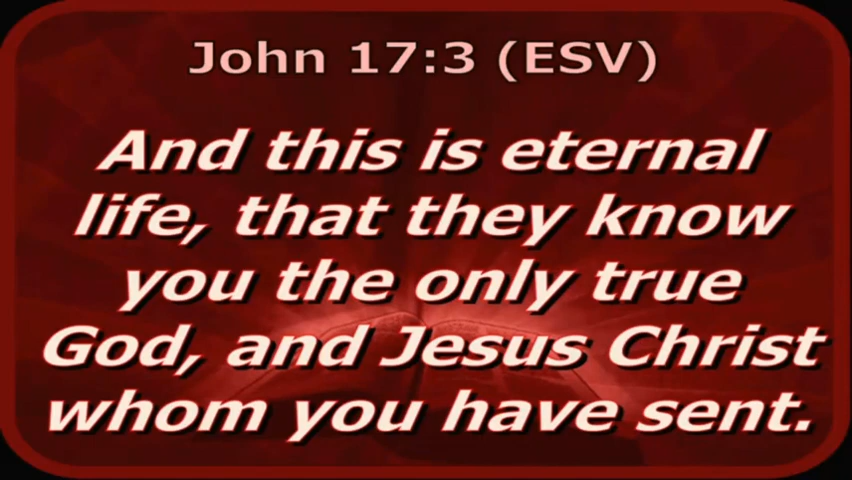 John 17:3 (ESV)
And this is eternal
life, that they know
you the only true
God, and Jesus Christ
whom you have sent.